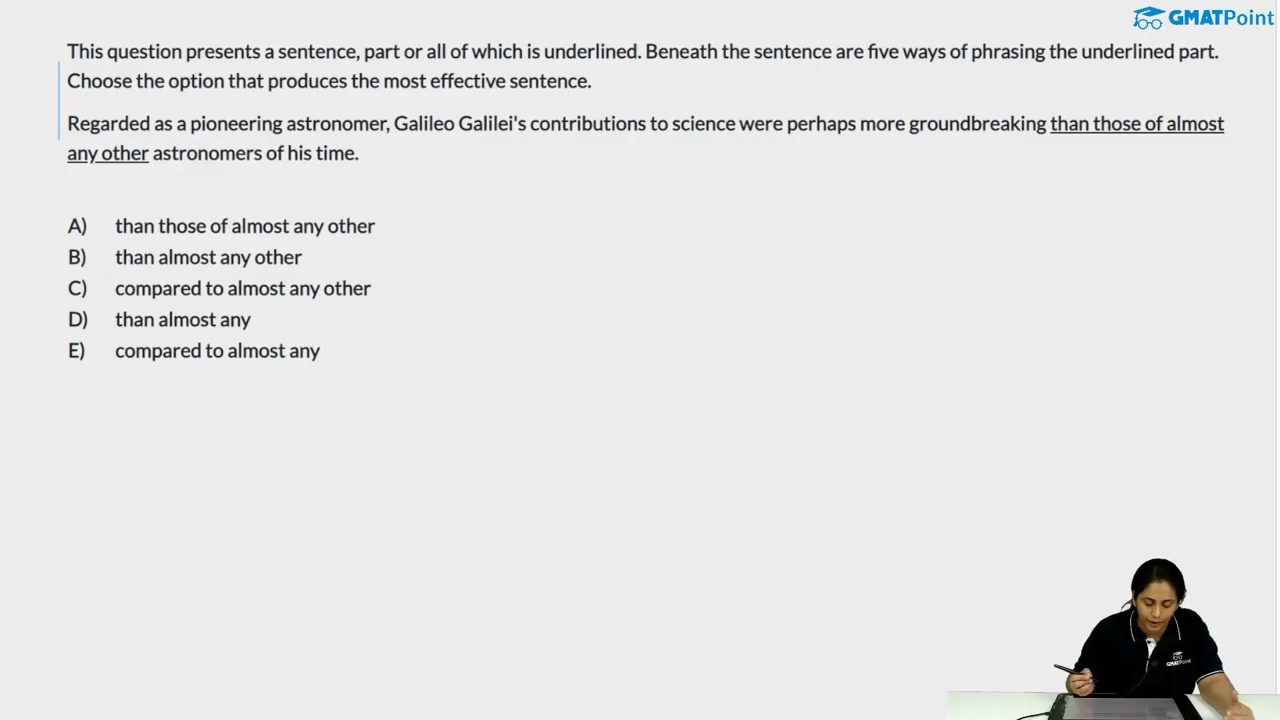 GMATPoint
This question presents a sentence, part or all of which is underlined. Beneath the sentence are five ways of phrasing the underlined part.
Choose the option that produces the most effective sentence.
Regarded as a pioneering astronomer, Galileo Galilei's contributions to science were perhaps more groundbreaking than those of almost
any other astronomers of his time.
A) than those of almost any other
B) than almost any other
C) compared to almost any other
D) than almost any
E) compared to almost any
GMATPoint